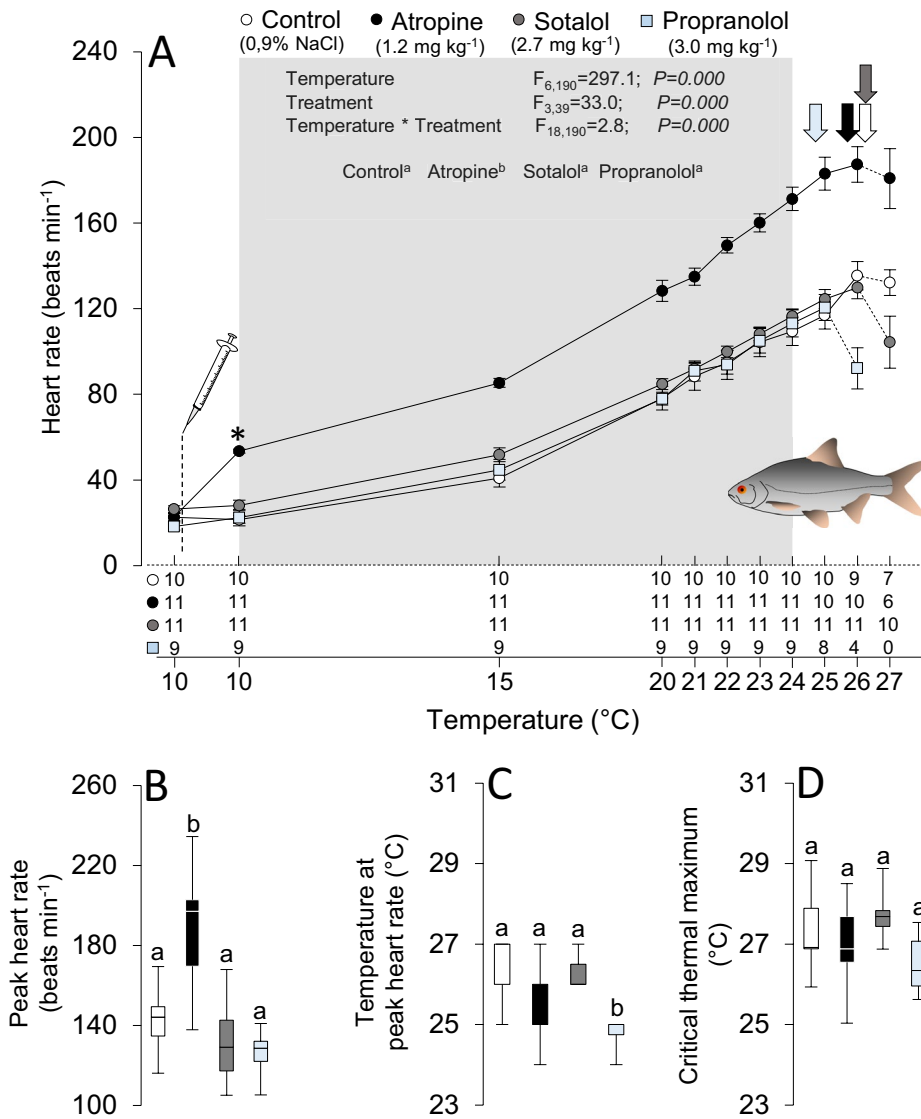 Control Atropine Sotalol Propranolol
(0,9% NaCl) (1.2 mg kg⁻¹) (2.7 mg kg⁻¹) (3.0 mg kg⁻¹)
A
Heart rate (beats min⁻¹)
240
200
160
120
80
40
0
Temperature F₆,₁₉₀=297.1; P=0.000
Treatment F₃,₃₉=33.0; P=0.000
Temperature * Treatment F₁₈,₁₉₀=2.8; P=0.000
Controlᵃ Atropineᵇ Sotalolᵃ Propranololᵃ
*
10 10 10 10 10 10 10 10 10 9 7
11 11 11 11 11 11 11 11 10 10 6
11 11 11 11 11 11 11 11 11 11 10
9 9 9 9 9 9 9 9 8 4 0
10 10 15 20 21 22 23 24 25 26 27
Temperature (°C)
B
Peak heart rate
(beats min⁻¹)
260
220
180
140
100
a b a a
C
Temperature at
peak heart rate (°C)
31
29
27
25
23
a a a b
D
Critical thermal maximum
(°C)
31
29
27
25
23
a a a a